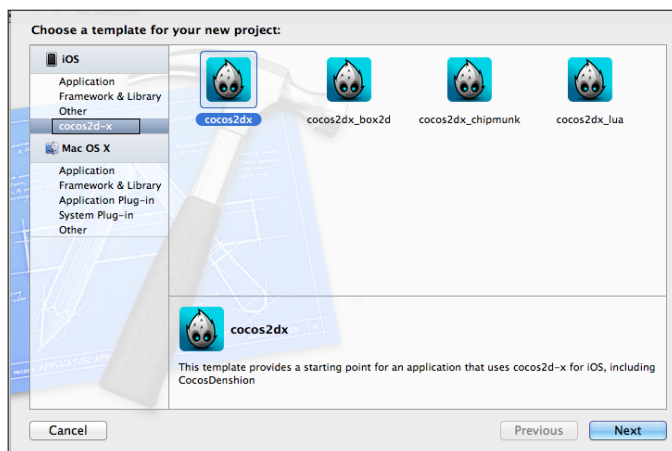 Choose a template for your new project:
iOS
Application
Framework & Library
Other
cocos2d-x
Mac OS X
Application
Framework & Library
Application Plug-in
System Plug-in
Other
cocos2dx
cocos2dx_box2d
cocos2dx_chipmunk
cocos2dx_lua
cocos2dx
This template provides a starting point for an application that uses cocos2d-x for iOS, including
CocosDenshion
Cancel
Previous
Next